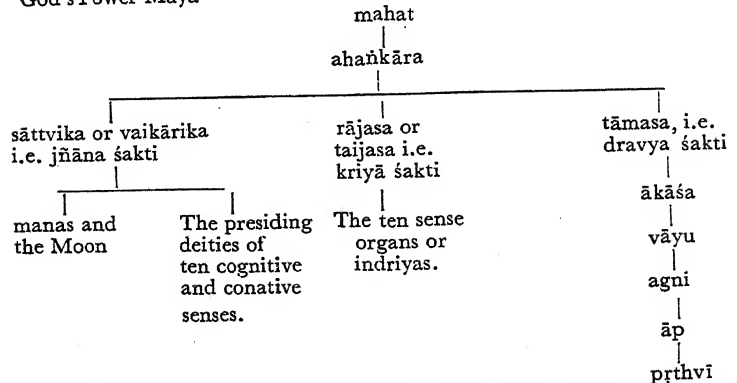 God's Power Māyā
mahat
ahaṅkāra
sāttvika or vaikārika
i.e. jñāna śakti
rājasa or
taijasa i.e.
kriyā śakti
tāmasa, i.e.
dravya śakti
manas and
the Moon
The presiding
deities of
ten cognitive
and conative
senses.
The ten sense
organs or
indriyas.
ākāśa
vāyu
agni
āp
pṛthvī